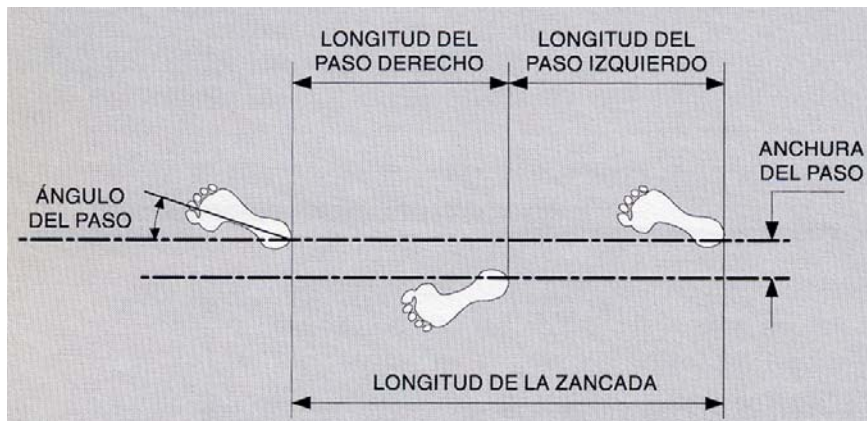 LONGITUD DEL
PASO DERECHO
LONGITUD DEL
PASO IZQUIERDO
ANCHURA
DEL PASO
ÁNGULO
DEL PASO
LONGITUD DE LA ZANCADA